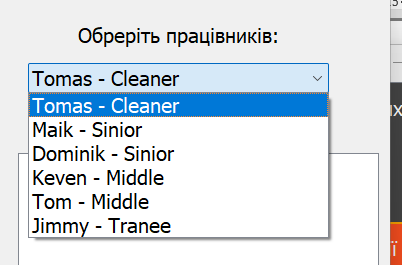 Обреріть працівників:
Tomas - Cleaner
Tomas - Cleaner
Maik - Sinior
Dominik - Sinior
Keven - Middle
Tom - Middle
Jimmy - Tranee